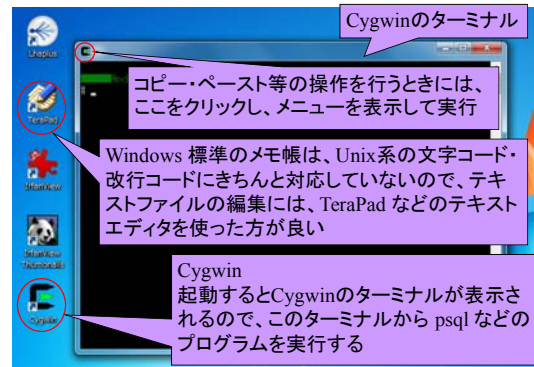 Cygwinのターミナル
Lhaplus
コピー・ペースト等の操作を行うときには、
ここをクリックし、メニューを表示して実行
TeraPad
Windows 標準のメモ帳は、Unix系の文字コード・
改行コードにきちんと対応していないので、テキ
ストファイルの編集には、TeraPad などのテキスト
エディタを使った方が良い
IrfanView
IrfanView
Thumbnails
Cygwin
起動するとCygwinのターミナルが表示さ
れるので、このターミナルから psql などの
プログラムを実行する
Cygwin